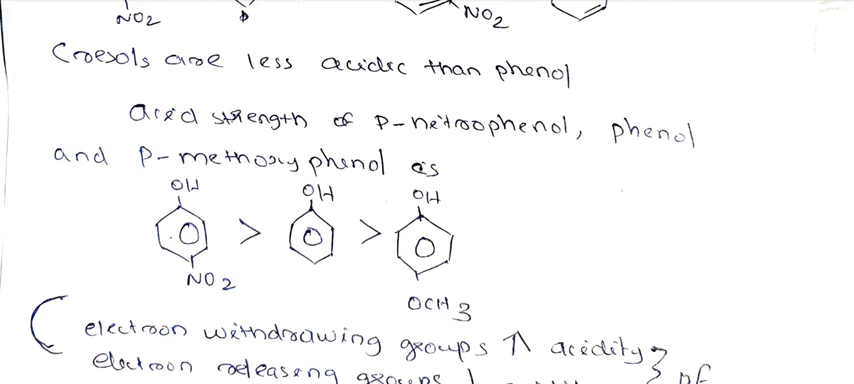 NO2
NO2
Cresols are less acidic than phenol
acid strength of p-nitrophenol, phenol
and p-methoxy phenol is
OH OH OH
> >
NO2
OCH3
( electron withdrawing groups ↑ acidity }
electron releasing groups ↓ of